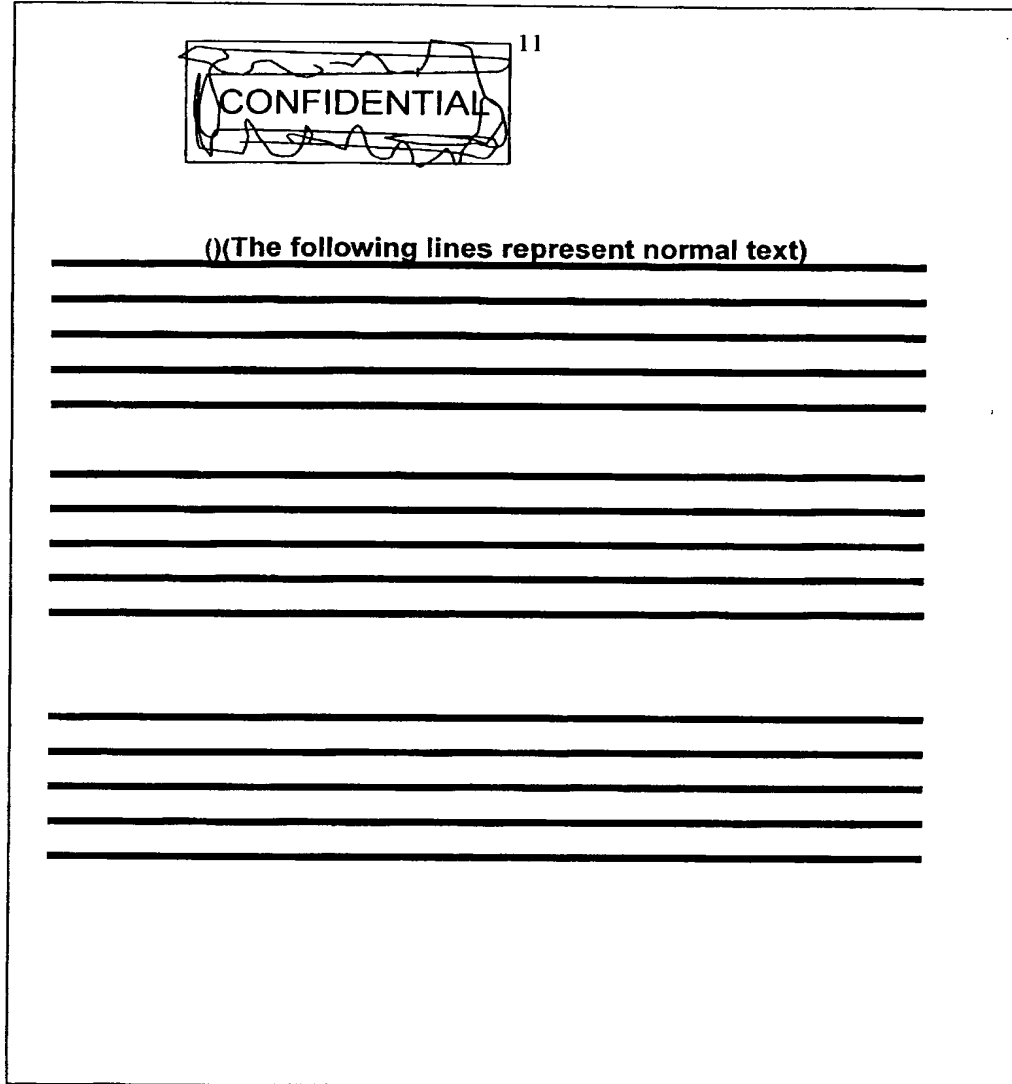 11
CONFIDENTIAL
()(The following lines represent normal text)